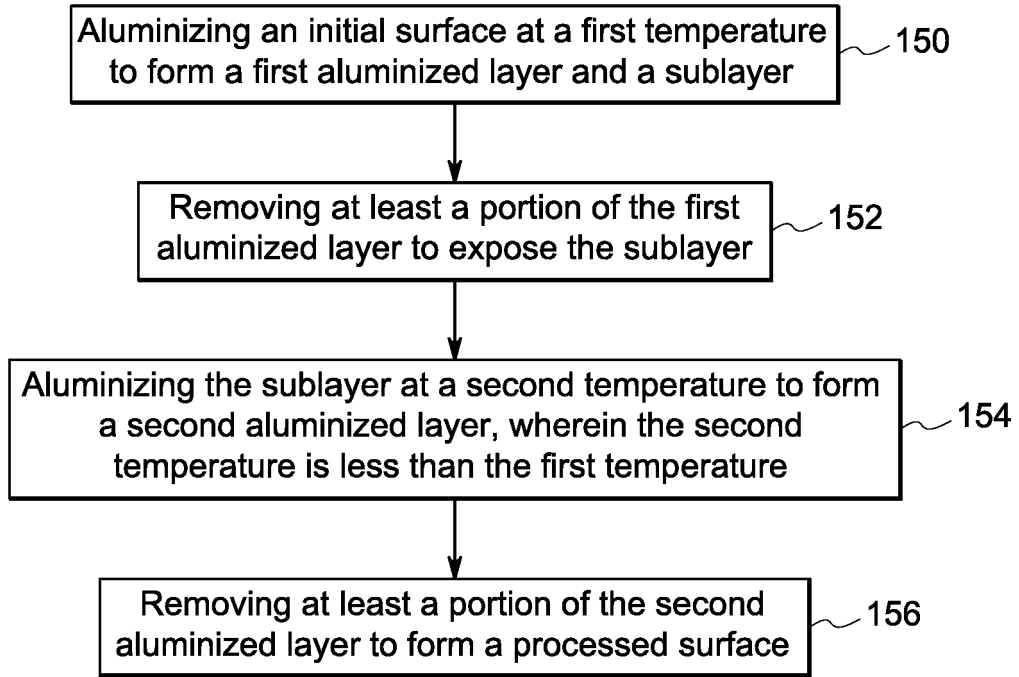 Aluminizing an initial surface at a first temperature
to form a first aluminized layer and a sublayer
150
Removing at least a portion of the first
aluminized layer to expose the sublayer
152
Aluminizing the sublayer at a second temperature to form
a second aluminized layer, wherein the second
temperature is less than the first temperature
154
Removing at least a portion of the second
aluminized layer to form a processed surface
156